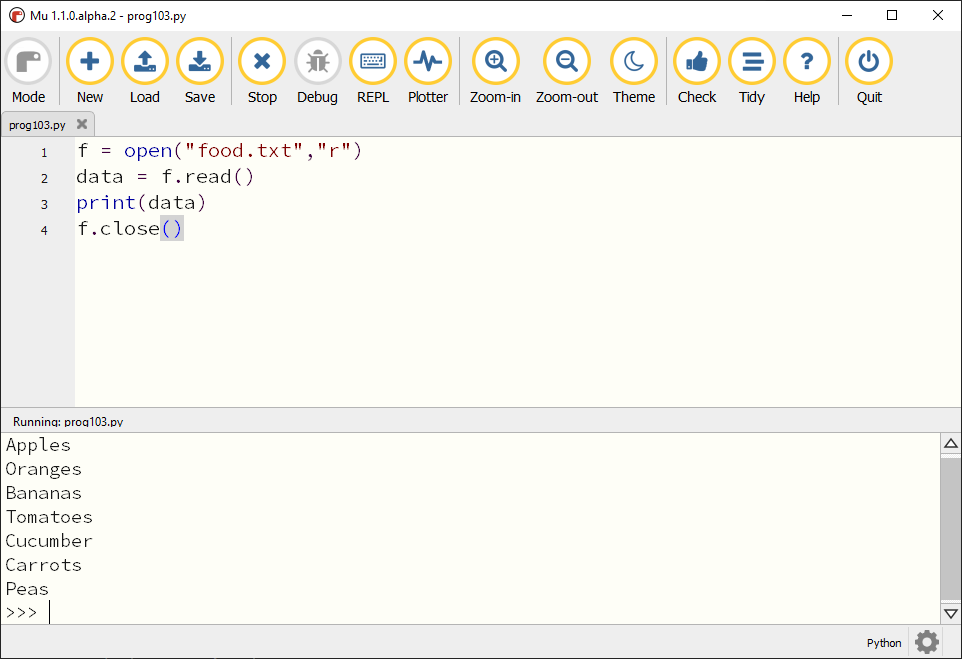 Mu 1.1.0.alpha.2 - prog103.py
Mode New Load Save Stop Debug REPL Plotter Zoom-in Zoom-out Theme Check Tidy Help Quit
prog103.py
1 f = open("food.txt","r")
2 data = f.read()
3 print(data)
4 f.close()
Running: prog103.py
Apples
Oranges
Bananas
Tomatoes
Cucumber
Carrots
Peas
>>>
Python